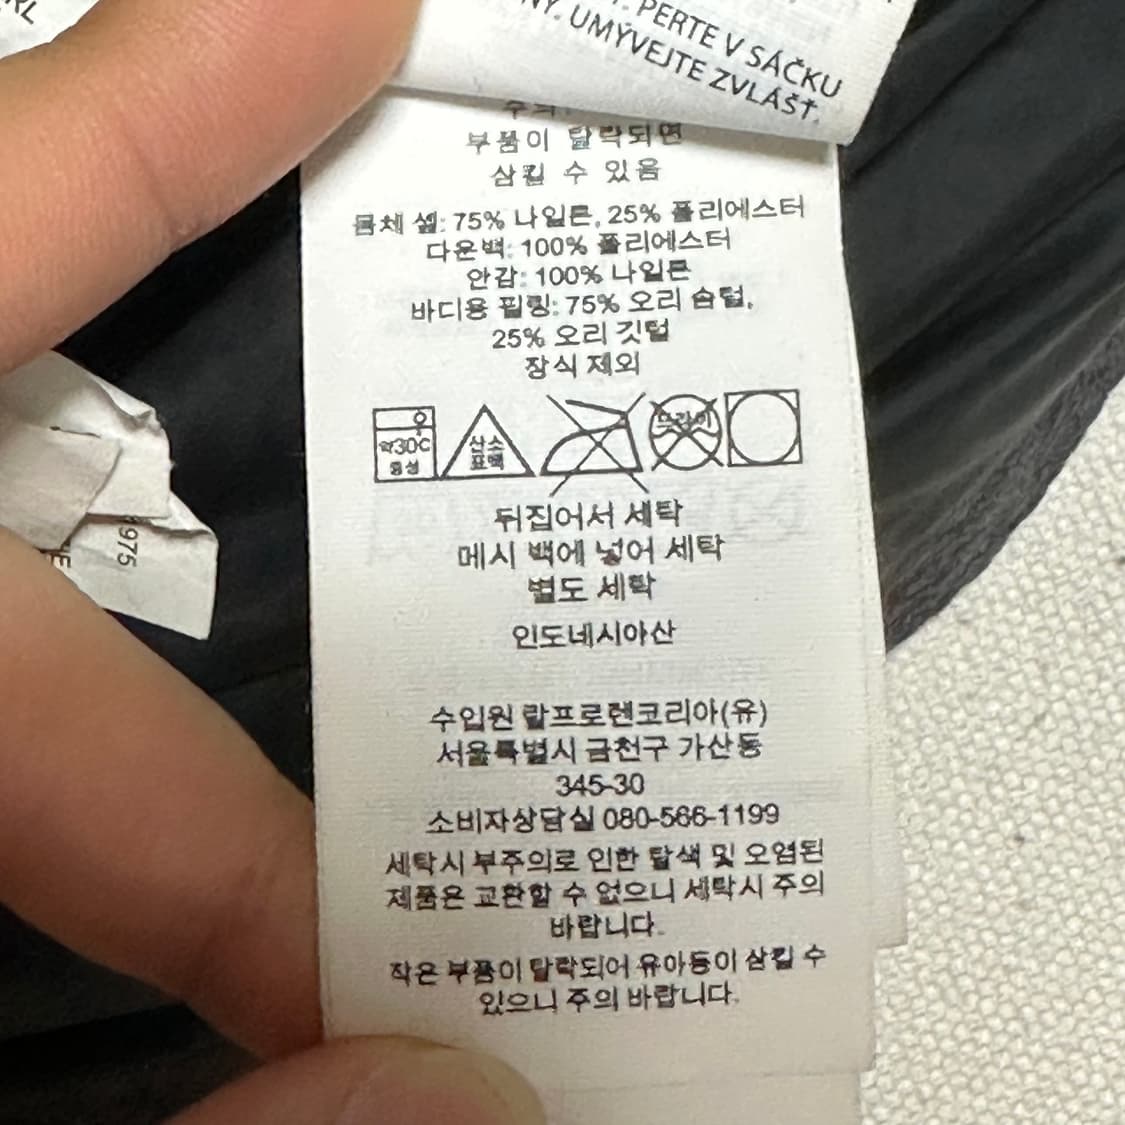 PERTE V SÁČKU
UMÝVEJTE ZVLÁŠŤ.
부품이 탈락되면
삼킬 수 있음
몸체 셸: 75% 나일론, 25% 폴리에스터
다운백: 100% 폴리에스터
안감: 100% 나일론
바디용 필링: 75% 오리 솜털,
25% 오리 깃털
장식 제외
약30C
중성
산소
표백
드라이
뒤집어서 세탁
메시 백에 넣어 세탁
별도 세탁
인도네시아산
수입원 랄프로렌코리아(유)
서울특별시 금천구 가산동
345-30
소비자상담실 080-566-1199
세탁시 부주의로 인한 탈색 및 오염된
제품은 교환할 수 없으니 세탁시 주의
바랍니다.
작은 부품이 탈락되어 유아등이 삼킬 수
있으니 주의 바랍니다.
975